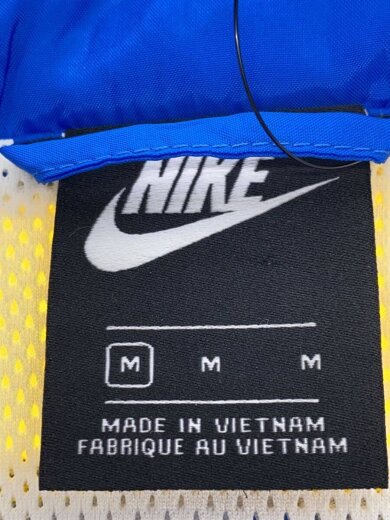 NIKE
M M M
MADE IN VIETNAM
FABRIQUE AU VIETNAM